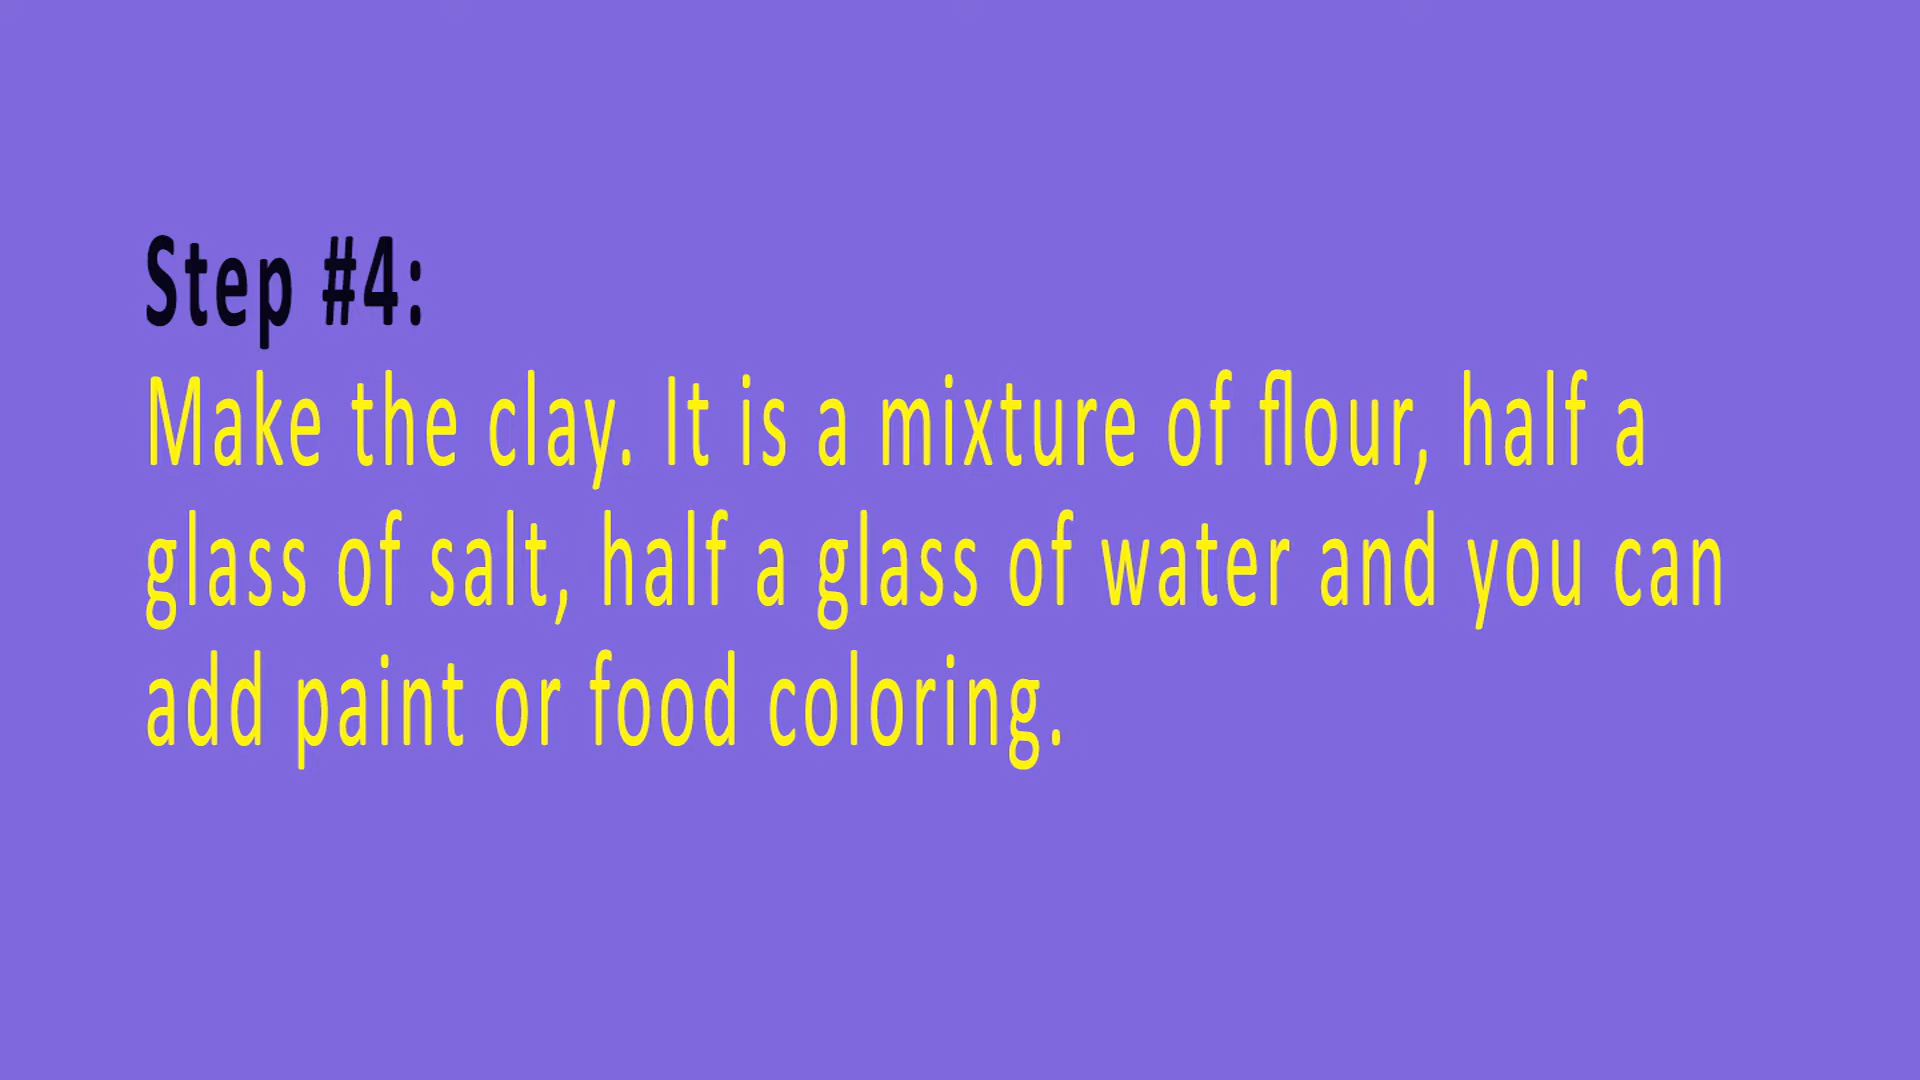 Step #4:
Make the clay. It is a mixture of flour, half a
glass of salt, half a glass of water and you can
add paint or food coloring.